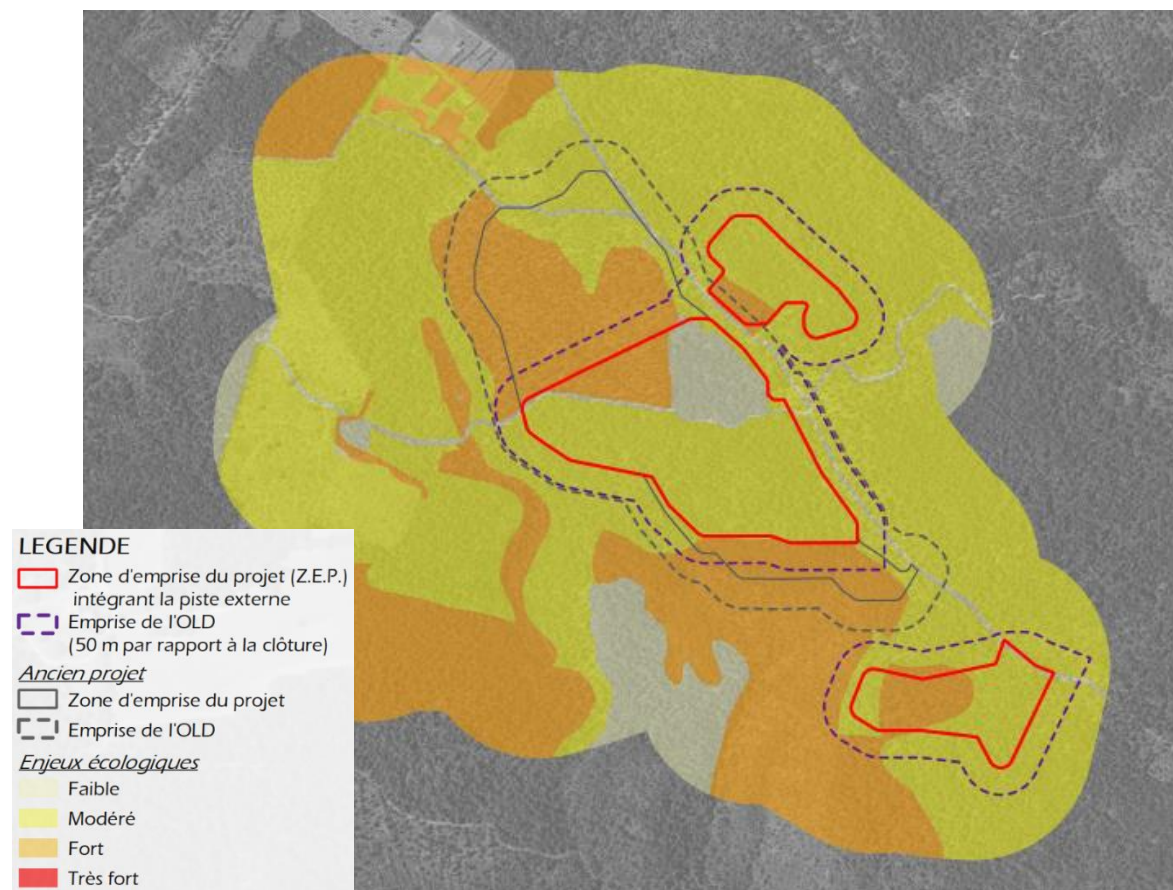 LEGENDE
Zone d'emprise du projet (Z.E.P.)
intégrant la piste externe
Emprise de l'OLD
(50 m par rapport à la clôture)
Ancien projet
Zone d'emprise du projet
Emprise de l'OLD
Enjeux écologiques
Faible
Modéré
Fort
Très fort